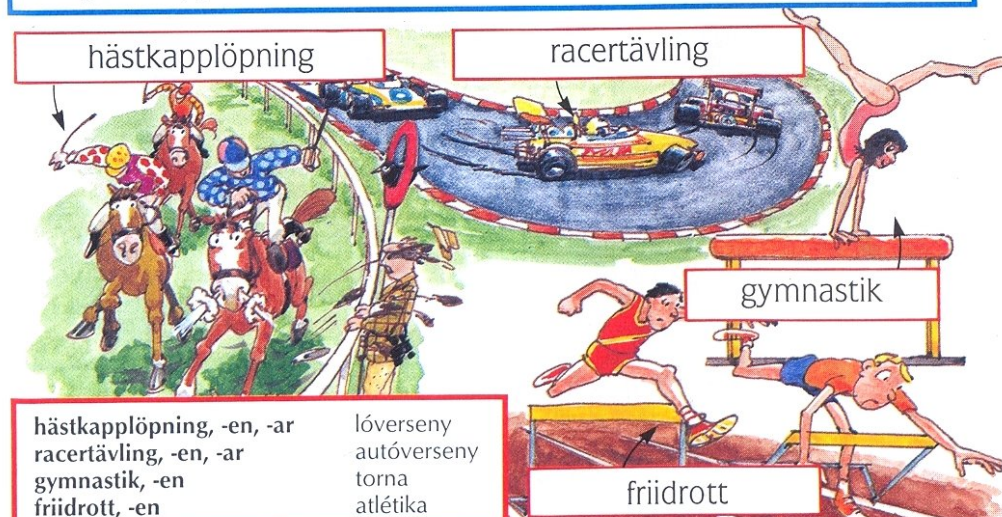 hästkapplöpning
racertävling
gymnastik
friidrott
hästkapplöpning, -en, -ar lóverseny
racertävling, -en, -ar autóverseny
gymnastik, -en torna
friidrott, -en atlétika